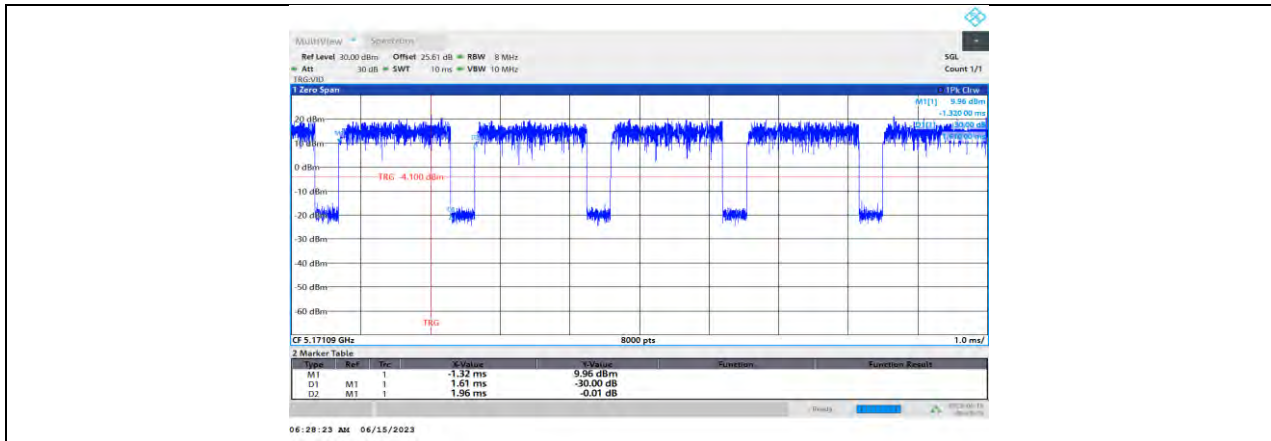 MultiView Spectrum
Ref Level 30.00 dBm Offset 25.61 dB RBW 8 MHz SGL
Att 30 dB SWT 10 ms VBW 10 MHz Count 1/1
TRG:VID
1 Zero Span 1Pk Clrw
M1[1] 9.96 dBm
-1.320 00 ms
20 dBm
10 dBm
0 dBm
TRG -4.100 dBm
-10 dBm
-20 dBm
-30 dBm
-40 dBm
-50 dBm
-60 dBm
TRG
CF 5.17109 GHz 8000 pts 1.0 ms/
2 Marker Table
Type Ref Trc X-Value Y-Value Function Function Result
M1 1 -1.32 ms 9.96 dBm
D1 M1 1 1.61 ms -30.00 dB
D2 M1 1 1.96 ms -0.01 dB
Ready
06:28:23 AM 06/15/2023